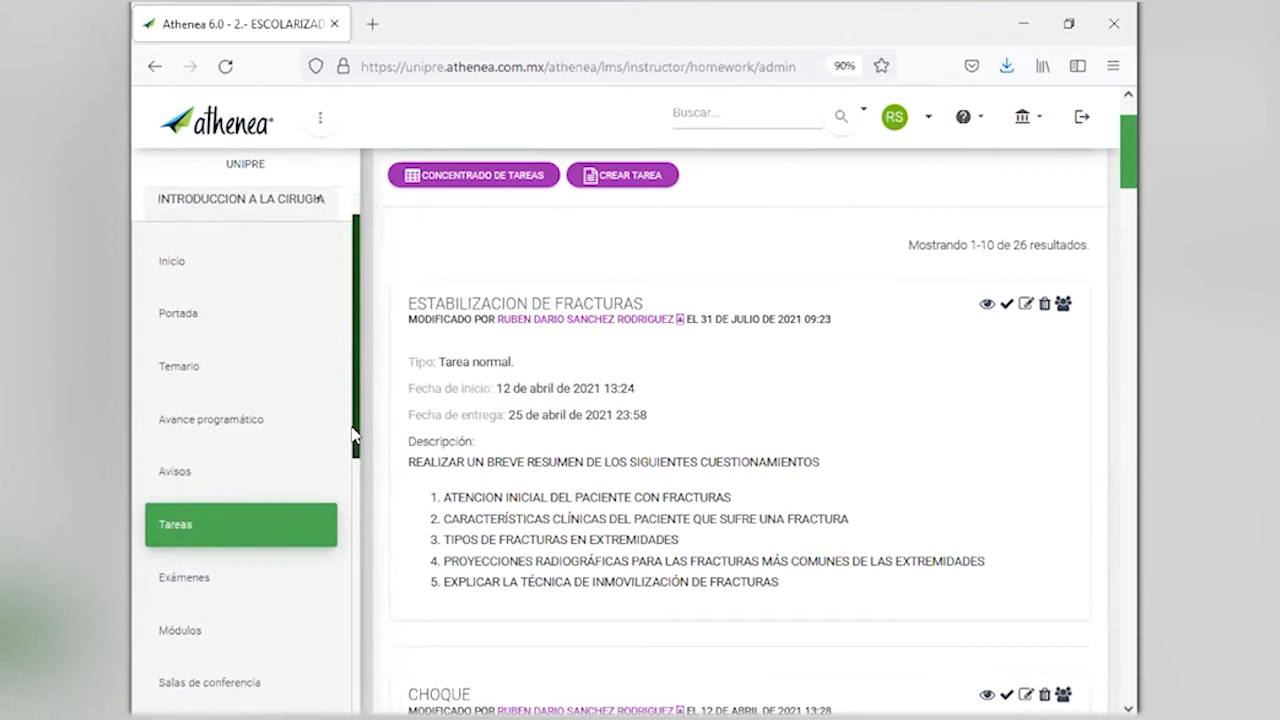 Athenea 6.0 - 2.- ESCOLARIZAD
https://unipre.athenea.com.mx/athenea/lms/instructor/homework/admin
90%
athenea®
Buscar...
RS
UNIPRE
INTRODUCCION A LA CIRUGIA
Inicio
Portada
Temario
Avance programático
Avisos
Tareas
Exámenes
Módulos
Salas de conferencia
CONCENTRADO DE TAREAS
CREAR TAREA
Mostrando 1-10 de 26 resultados.
ESTABILIZACION DE FRACTURAS
MODIFICADO POR RUBEN DARIO SANCHEZ RODRIGUEZ EL 31 DE JULIO DE 2021 09:23
Tipo: Tarea normal.
Fecha de inicio: 12 de abril de 2021 13:24
Fecha de entrega: 25 de abril de 2021 23:58
Descripción:
REALIZAR UN BREVE RESUMEN DE LOS SIGUIENTES CUESTIONAMIENTOS
1. ATENCION INICIAL DEL PACIENTE CON FRACTURAS
2. CARACTERÍSTICAS CLÍNICAS DEL PACIENTE QUE SUFRE UNA FRACTURA
3. TIPOS DE FRACTURAS EN EXTREMIDADES
4. PROYECCIONES RADIOGRÁFICAS PARA LAS FRACTURAS MÁS COMUNES DE LAS EXTREMIDADES
5. EXPLICAR LA TÉCNICA DE INMOVILIZACIÓN DE FRACTURAS
CHOQUE
MODIFICADO POR RUBEN DARIO SANCHEZ RODRIGUEZ EL 12 DE ABRIL DE 2021 13:28